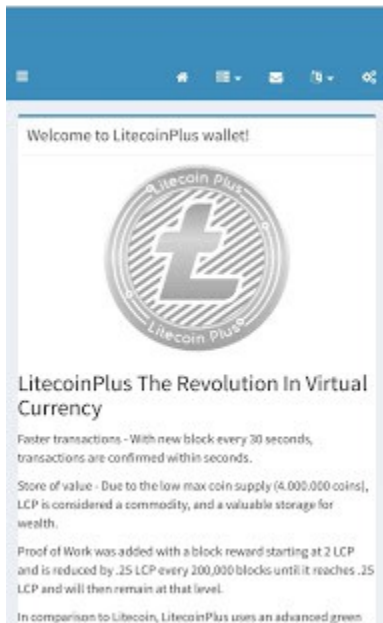 Welcome to LitecoinPlus wallet!
Litecoin Plus
Litecoin Plus
LitecoinPlus The Revolution In Virtual
Currency
Faster transactions - With new block every 30 seconds,
transactions are confirmed within seconds.
Store of value - Due to the low max coin supply (4.000.000 coins),
LCP is considered a commodity, and a valuable storage for
wealth.
Proof of Work was added with a block reward starting at 2 LCP
and is reduced by .25 LCP every 200,000 blocks until it reaches .25
LCP and will then remain at that level.
In comparison to Litecoin, LitecoinPlus uses an advanced green